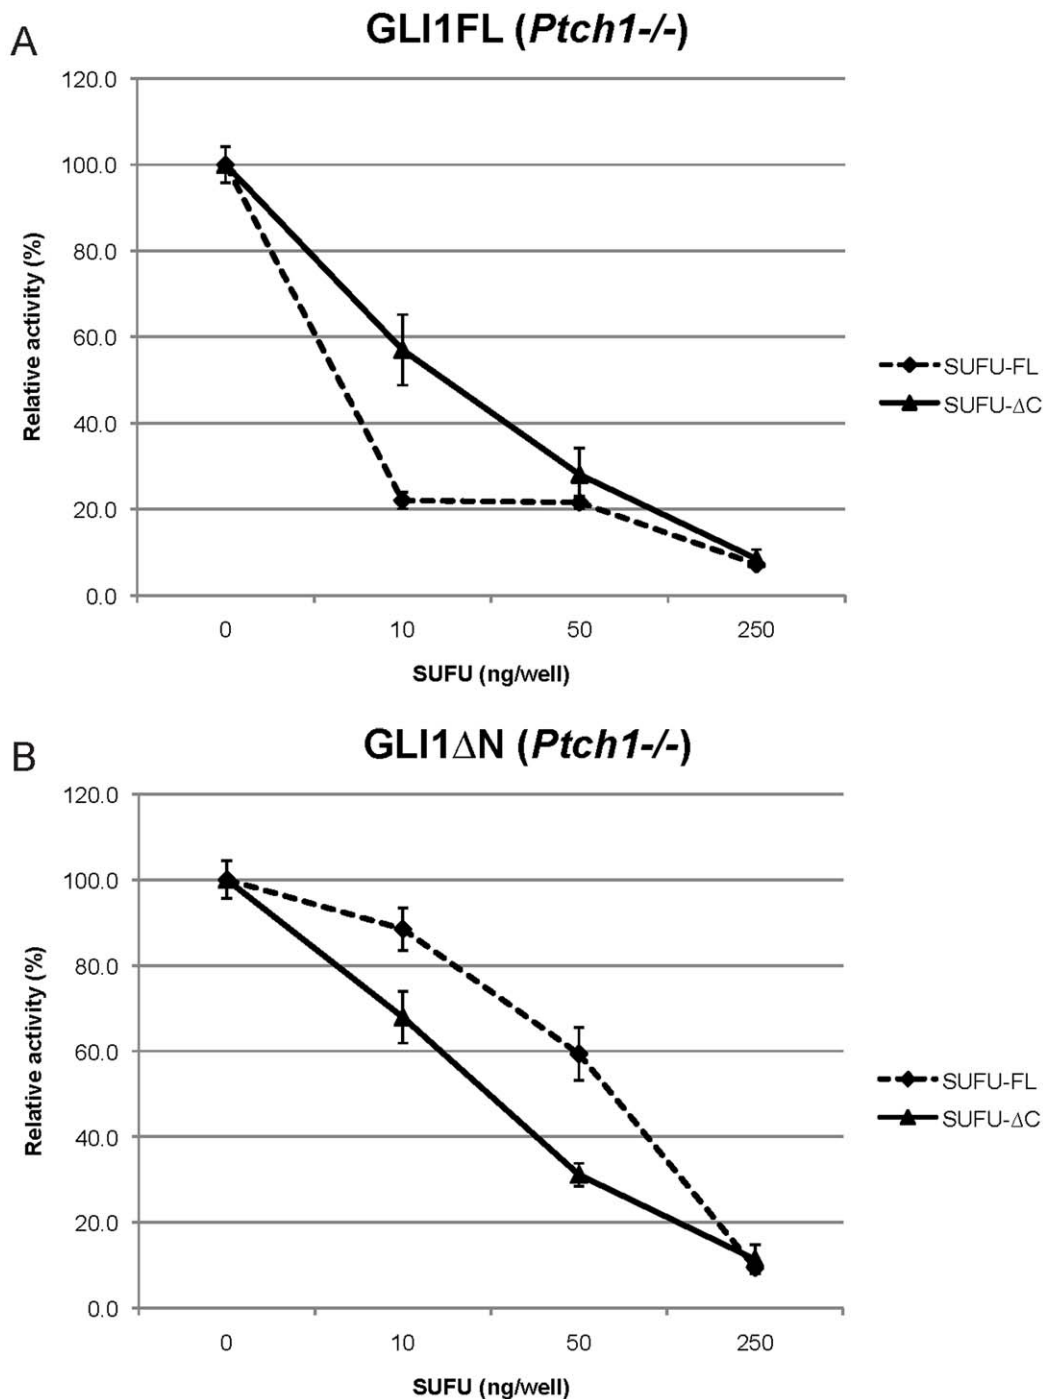 A
GLI1FL (Ptch1-/-)
120.0
100.0
80.0
60.0
40.0
20.0
0.0
Relative activity (%)
0 10 50 250
SUFU (ng/well)
SUFU-FL
SUFU-ΔC
B
GLI1ΔN (Ptch1-/-)
120.0
100.0
80.0
60.0
40.0
20.0
0.0
Relative activity (%)
0 10 50 250
SUFU (ng/well)
SUFU-FL
SUFU-ΔC